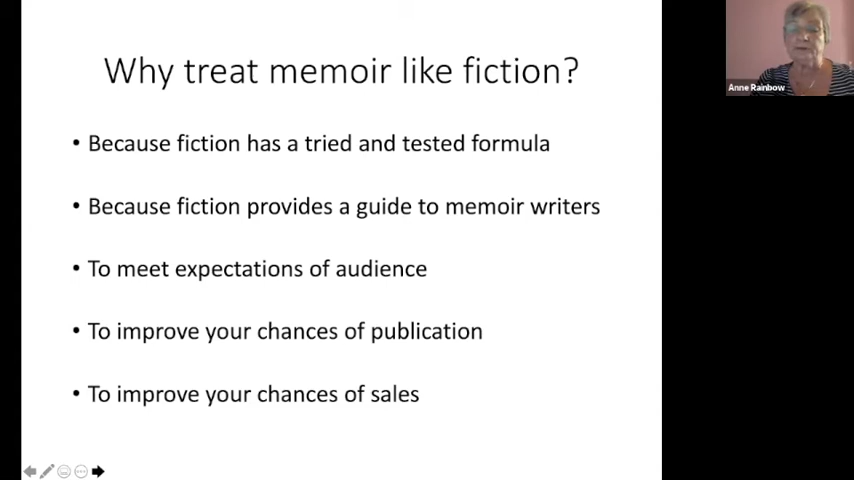 Why treat memoir like fiction?
Anne Rainbow
• Because fiction has a tried and tested formula
• Because fiction provides a guide to memoir writers
• To meet expectations of audience
• To improve your chances of publication
• To improve your chances of sales